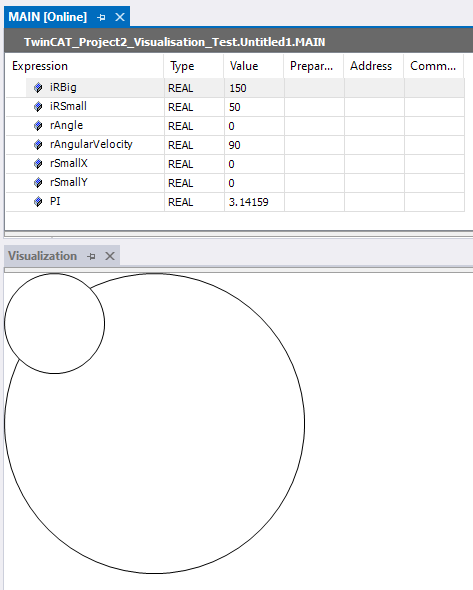 MAIN [Online]
TwinCAT_Project2_Visualisation_Test.Untitled1.MAIN
Expression Type Value Prepar... Address Comm...
iRBig REAL 150
iRSmall REAL 50
rAngle REAL 0
rAngularVelocity REAL 90
rSmallX REAL 0
rSmallY REAL 0
PI REAL 3.14159
Visualization